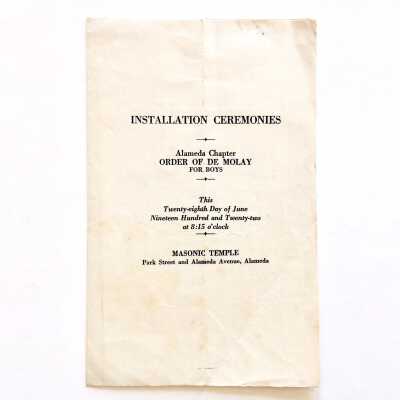 INSTALLATION CEREMONIES
Alameda Chapter
ORDER OF DE MOLAY
FOR BOYS
This
Twenty-eighth Day of June
Nineteen Hundred and Twenty-two
at 8:15 o'clock
MASONIC TEMPLE
Park Street and Alameda Avenue, Alameda